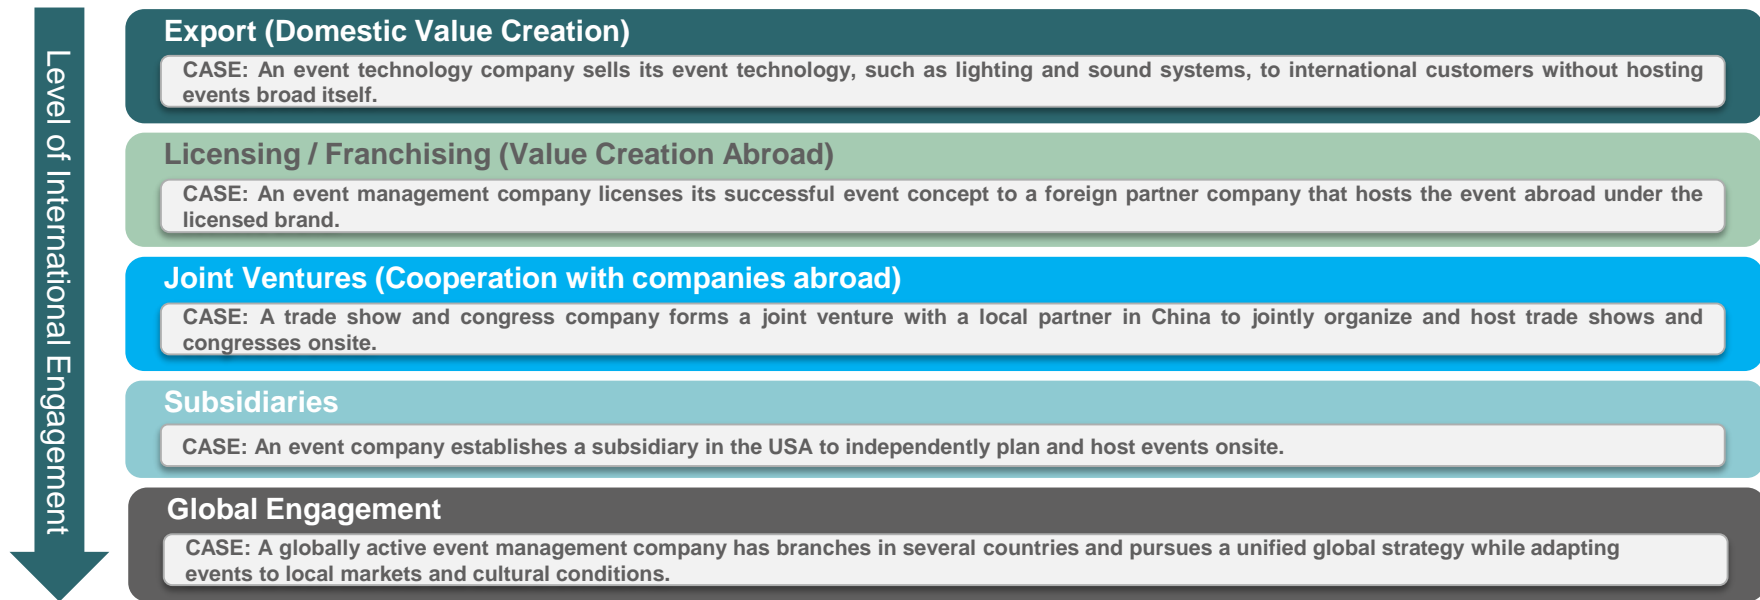 Level of International Engagement
Export (Domestic Value Creation)
CASE: An event technology company sells its event technology, such as lighting and sound systems, to international customers without hosting
events broad itself.
Licensing / Franchising (Value Creation Abroad)
CASE: An event management company licenses its successful event concept to a foreign partner company that hosts the event abroad under the
licensed brand.
Joint Ventures (Cooperation with companies abroad)
CASE: A trade show and congress company forms a joint venture with a local partner in China to jointly organize and host trade shows and
congresses onsite.
Subsidiaries
CASE: An event company establishes a subsidiary in the USA to independently plan and host events onsite.
Global Engagement
CASE: A globally active event management company has branches in several countries and pursues a unified global strategy while adapting
events to local markets and cultural conditions.